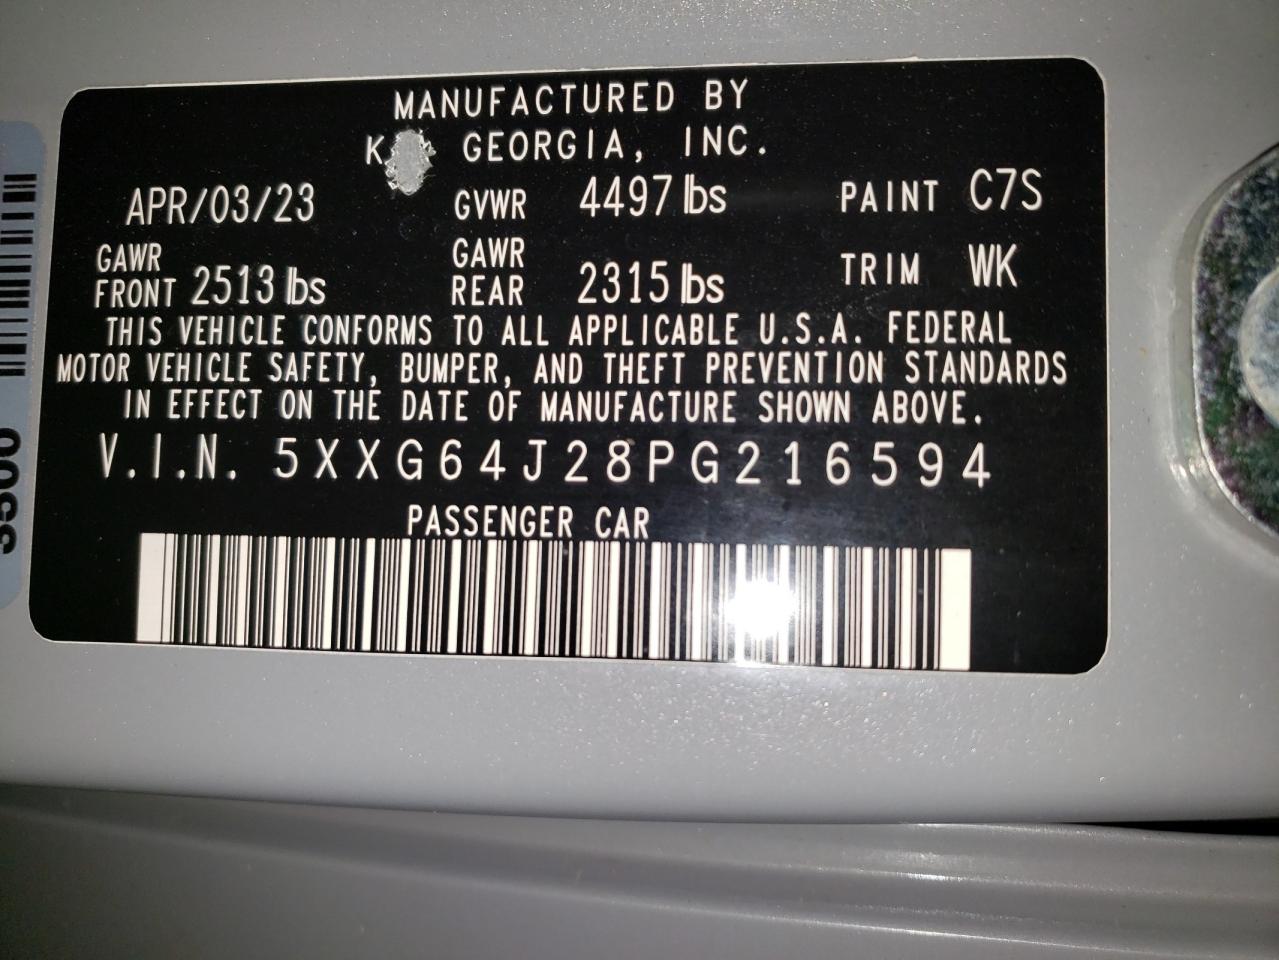 MANUFACTURED BY
K GEORGIA, INC.
APR/03/23 GVWR 4497 lbs PAINT C7S
GAWR FRONT 2513 lbs GAWR REAR 2315 lbs TRIM WK
THIS VEHICLE CONFORMS TO ALL APPLICABLE U.S.A. FEDERAL
MOTOR VEHICLE SAFETY, BUMPER, AND THEFT PREVENTION STANDARDS
IN EFFECT ON THE DATE OF MANUFACTURE SHOWN ABOVE.
V.I.N. 5XXG64J28PG216594
PASSENGER CAR